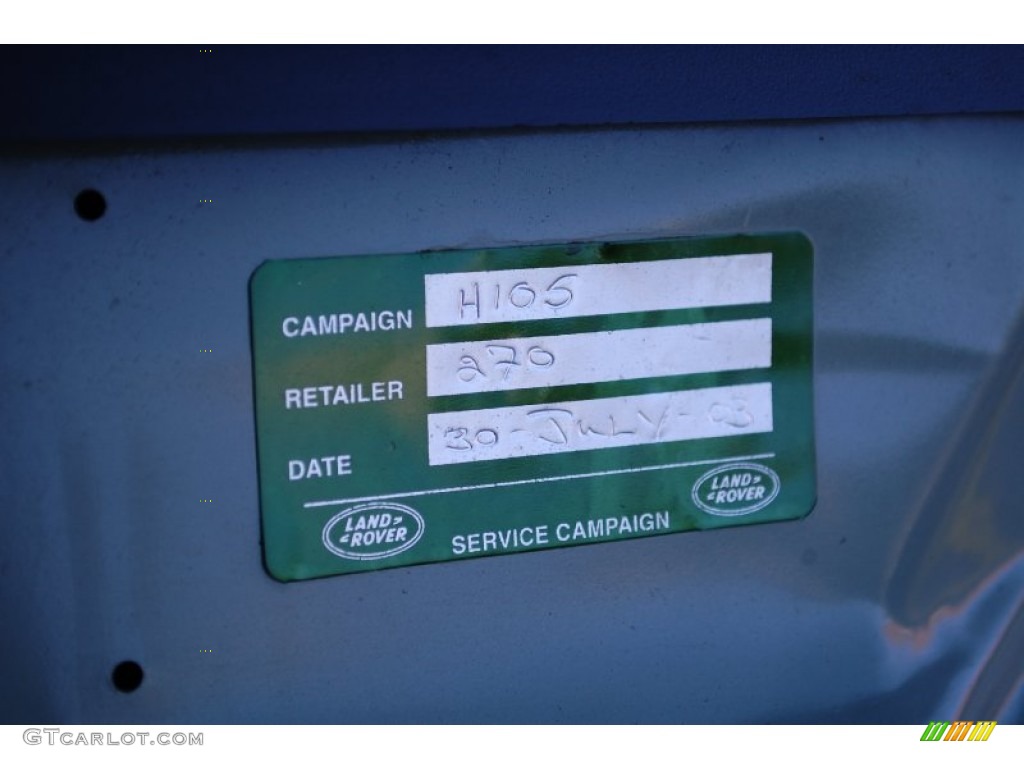 CAMPAIGN H105
RETAILER 270
DATE 30-JULY-03
LAND ROVER SERVICE CAMPAIGN LAND ROVER
GTcarlot.com